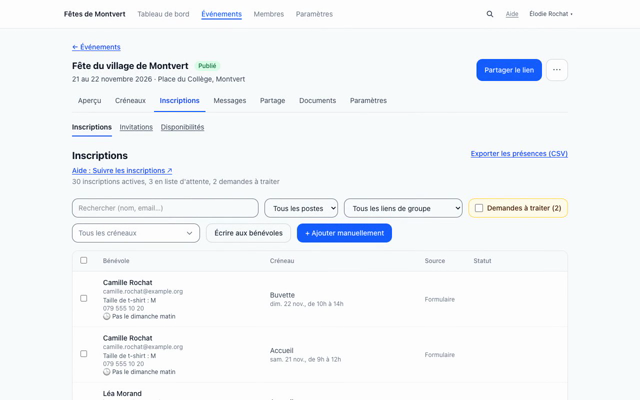 Fêtes de Montvert
Tableau de bord
Événements
Membres
Paramètres
Aide
Élodie Rochat
← Événements
Fête du village de Montvert
Publié
21 au 22 novembre 2026 · Place du Collège, Montvert
Partager le lien
...
Aperçu
Créneaux
Inscriptions
Messages
Partage
Documents
Paramètres
Inscriptions
Invitations
Disponibilités
Inscriptions
Exporter les présences (CSV)
Aide : Suivre les inscriptions ↗
30 inscriptions actives, 3 en liste d'attente, 2 demandes à traiter
Rechercher (nom, email...)
Tous les postes
Tous les liens de groupe
Demandes à traiter (2)
Tous les créneaux
Écrire aux bénévoles
+ Ajouter manuellement
Bénévole
Créneau
Source
Statut
Camille Rochat
camille.rochat@example.org
Taille de t-shirt : M
079 555 10 20
Pas le dimanche matin
Buvette
dim. 22 nov., de 10h à 14h
Formulaire
Camille Rochat
camille.rochat@example.org
Taille de t-shirt : M
079 555 10 20
Pas le dimanche matin
Accueil
sam. 21 nov., de 9h à 12h
Formulaire
Léa Morand